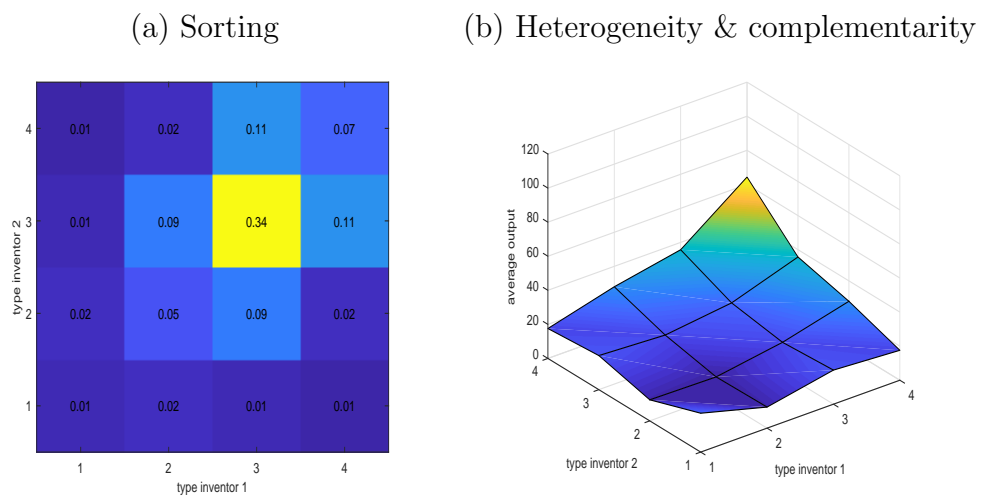 (a) Sorting
(b) Heterogeneity & complementarity
type inventor 2
4
0.01 0.02 0.11 0.07
3
0.01 0.09 0.34 0.11
2
0.02 0.05 0.09 0.02
1
0.01 0.02 0.01 0.01
1 2 3 4
type inventor 1
average output
120
100
80
60
40
20
0
4
3
2
1
type inventor 2
1
2
3
4
type inventor 1